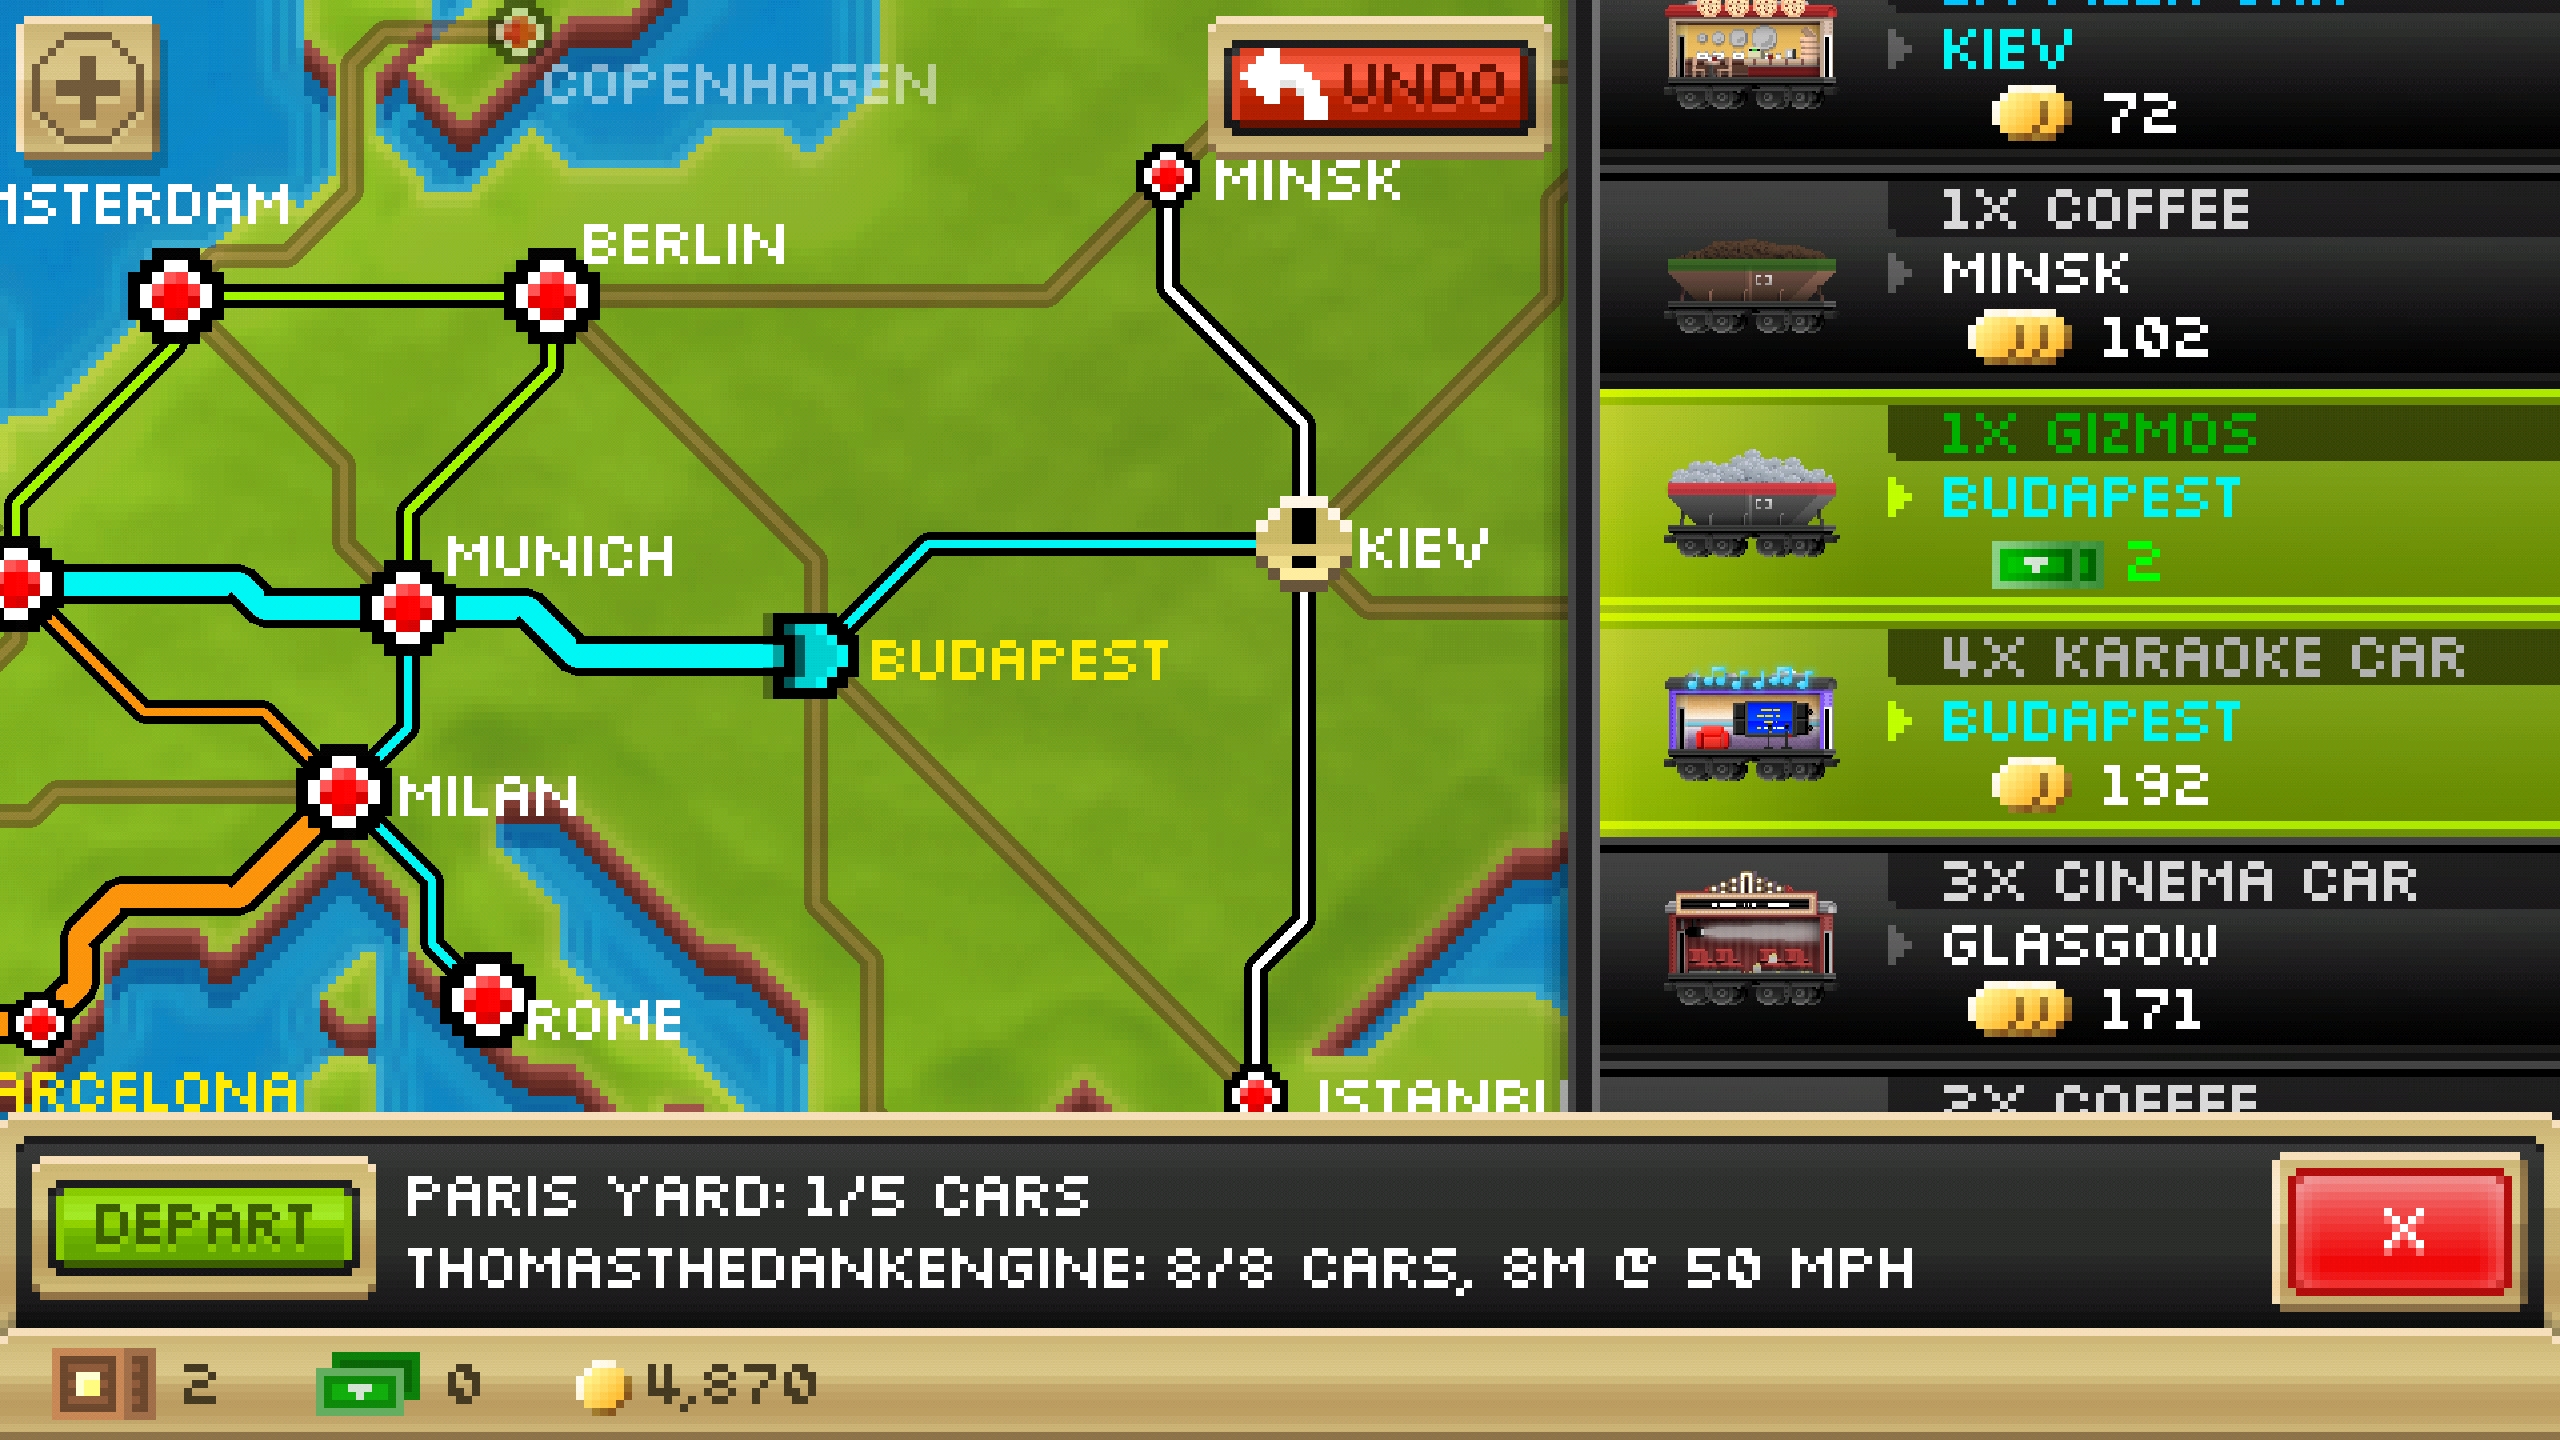 COPENHAGEN
UNDO
MINSK
MSTERDAM
BERLIN
KIEV
MUNICH
BUDAPEST
MILAN
ROME
ARCELONA
KIEV
72
1X COFFEE
MINSK
102
1X GIZMOS
BUDAPEST
2
4X KARAOKE CAR
BUDAPEST
192
3X CINEMA CAR
GLASGOW
171
DEPART
PARIS YARD: 1/5 CARS
THOMASTHEDANKENGINE: 8/8 CARS, 8M @ 50 MPH
X
2
0
4,870